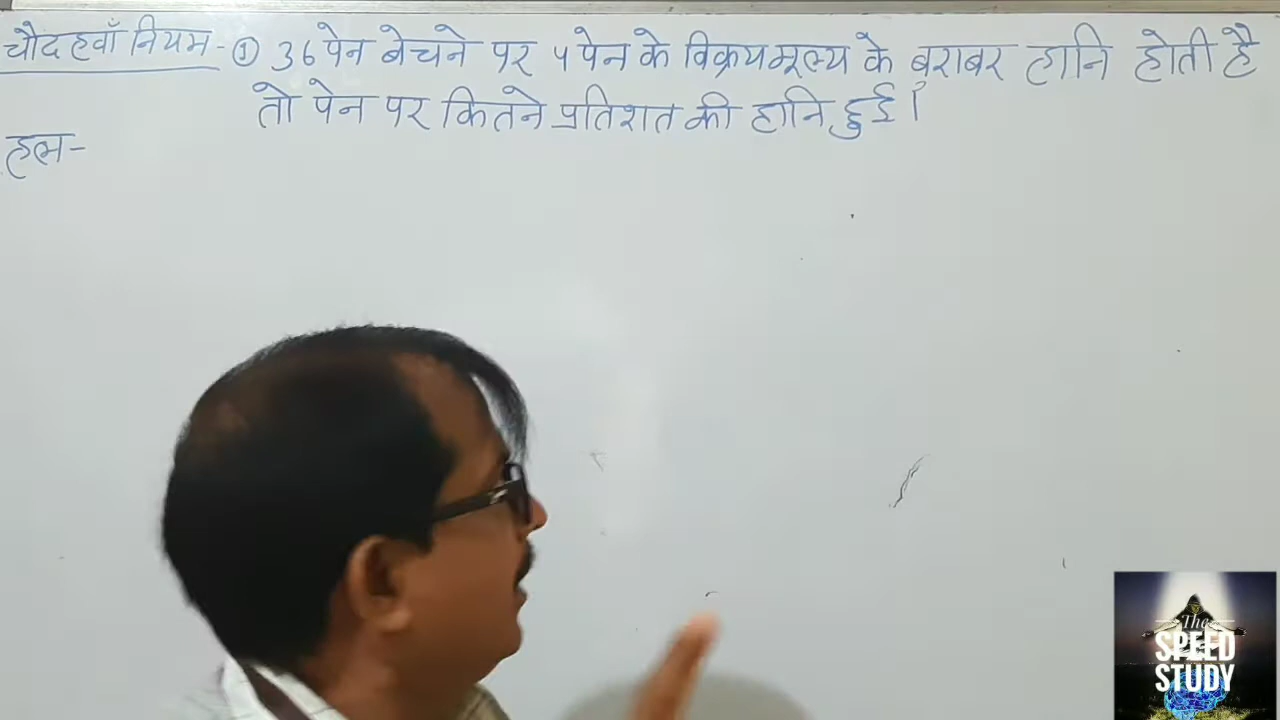 चौदहवाँ नियम- ① 36 पेन बेचने पर 4 पेन के विक्रयमूल्य के बराबर हानि होती है
तो पेन पर कितने प्रतिशत की हानि हुई।
हल-
The
SPEED
STUDY